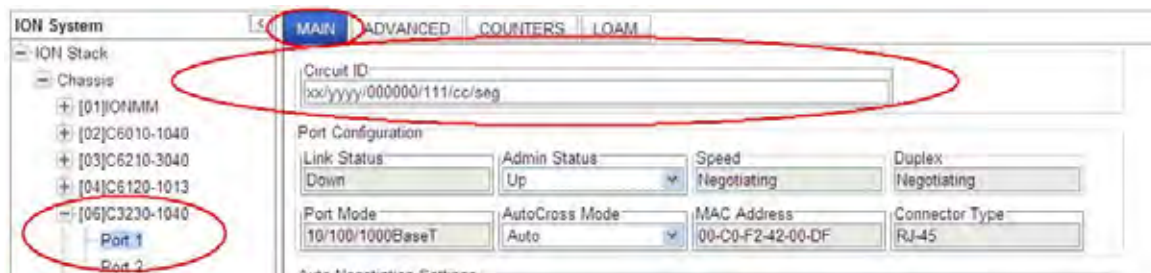 ION System
MAIN ADVANCED COUNTERS LOAM
ION Stack
Chassis
[01]IONMM
[02]C6010-1040
[03]C6210-3040
[04]C6120-1013
[06]C3230-1040
Port 1
Port 2
Circuit ID
xx/yyyy/000000/111/cc/seg
Port Configuration
Link Status Admin Status Speed Duplex
Down Up Negotiating Negotiating
Port Mode AutoCross Mode MAC Address Connector Type
10/100/1000BaseT Auto 00-C0-F2-42-00-DF RJ-45
Auto Negotiation Settings